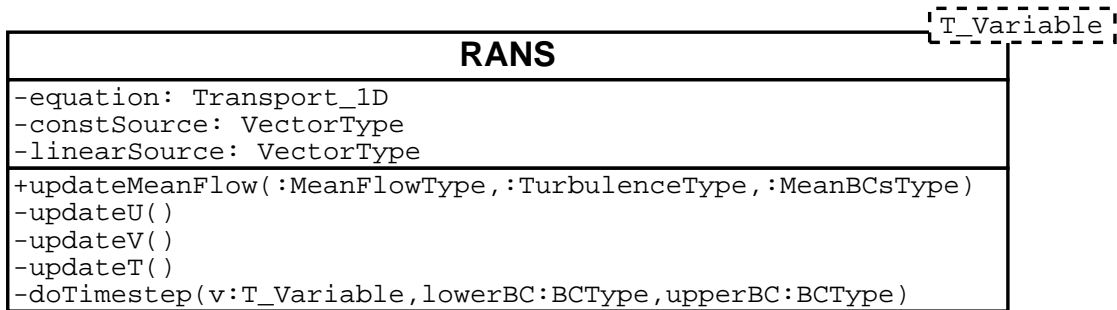 T_Variable
RANS
-equation: Transport_1D
-constSource: VectorType
-linearSource: VectorType
+updateMeanFlow(:MeanFlowType,:TurbulenceType,:MeanBCsType)
-updateU()
-updateV()
-updateT()
-doTimestep(v:T_Variable,lowerBC:BCType,upperBC:BCType)